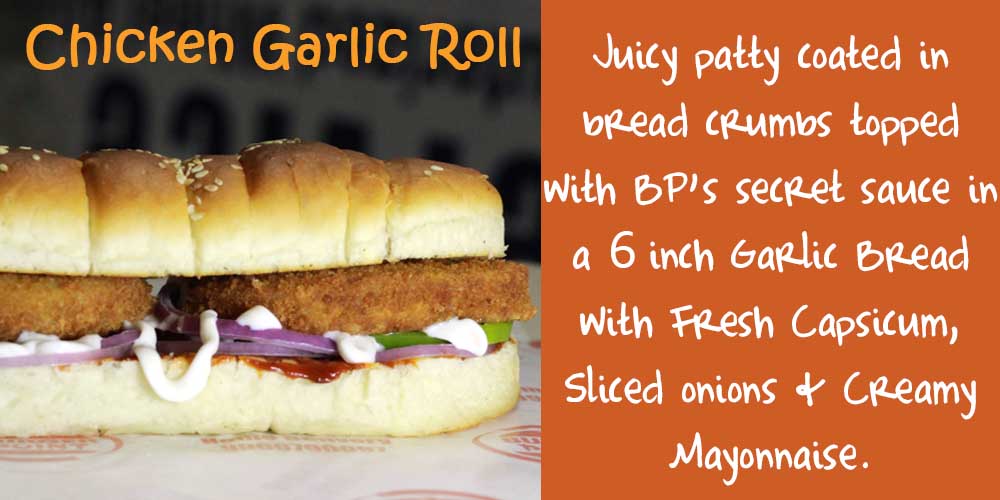 Chicken Garlic Roll
Juicy patty coated in
bread crumbs topped
With BP's secret sauce in
a 6 inch Garlic Bread
With Fresh Capsicum,
Sliced onions & Creamy
Mayonnaise.